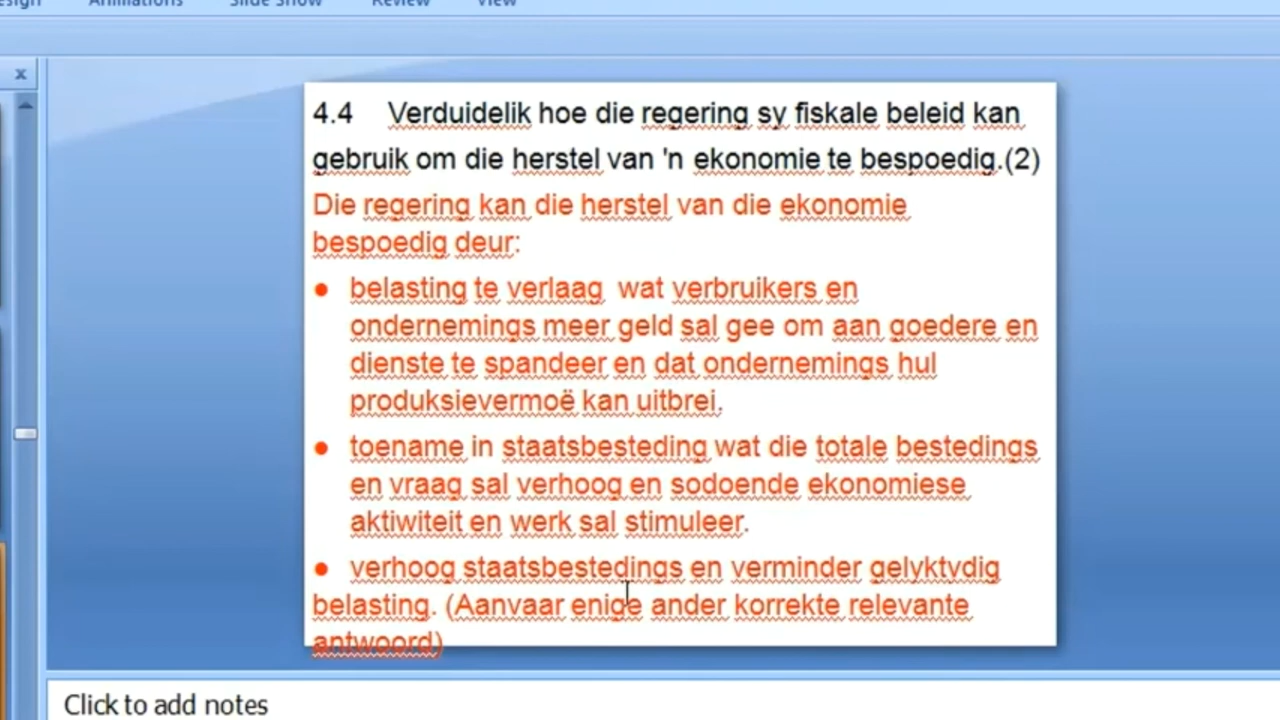 Animations
Slide Show
Review
View
4.4 Verduidelik hoe die regering sy fiskale beleid kan
gebruik om die herstel van 'n ekonomie te bespoedig.(2)
Die regering kan die herstel van die ekonomie
bespoedig deur:
● belasting te verlaag wat verbruikers en
ondernemings meer geld sal gee om aan goedere en
dienste te spandeer en dat ondernemings hul
produksievermoë kan uitbrei.
● toename in staatsbesteding wat die totale bestedings
en vraag sal verhoog en sodoende ekonomiese
aktiwiteit en werk sal stimuleer.
● verhoog staatsbestedings en verminder gelyktydig
belasting. (Aanvaar enige ander korrekte relevante
antwoord)
Click to add notes